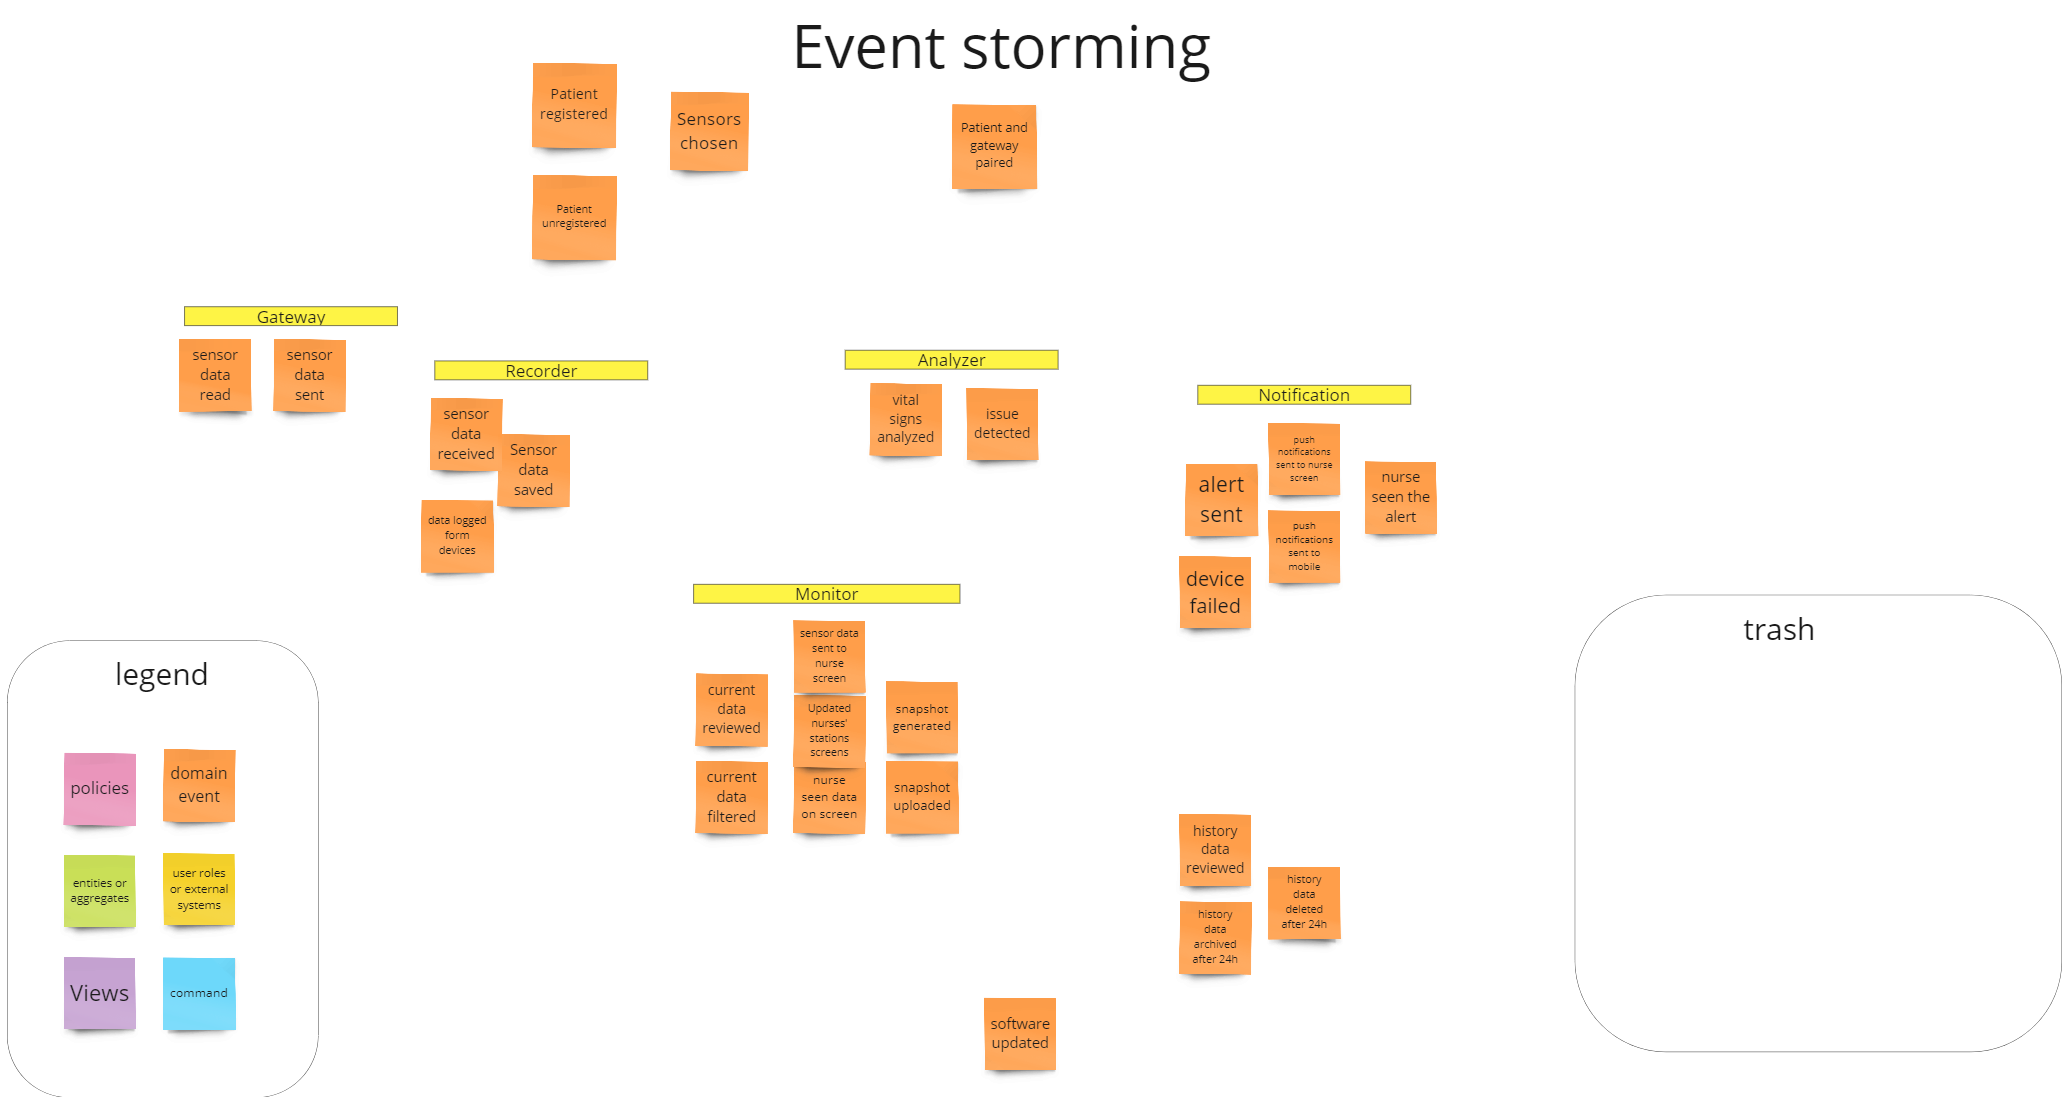 Event storming
Patient
registered
Sensors
chosen
Patient and
gateway
paired
Patient
unregistered
Gateway
sensor
data
read
sensor
data
sent
Recorder
sensor
data
received
Sensor
data
saved
data logged
form
devices
Analyzer
vital
signs
analyzed
issue
detected
Notification
alert
sent
push
notifications
sent to nurse
screen
push
notifications
sent to
mobile
nurse
seen the
alert
device
failed
Monitor
sensor data
sent to
nurse
screen
current
data
reviewed
Updated
nurses'
stations
screens
snapshot
generated
current
data
filtered
nurse
seen data
on screen
snapshot
uploaded
history
data
reviewed
history
data
deleted
after 24h
history
data
archived
after 24h
software
updated
legend
policies
domain
event
entities or
aggregates
user roles
or external
systems
Views
command
trash